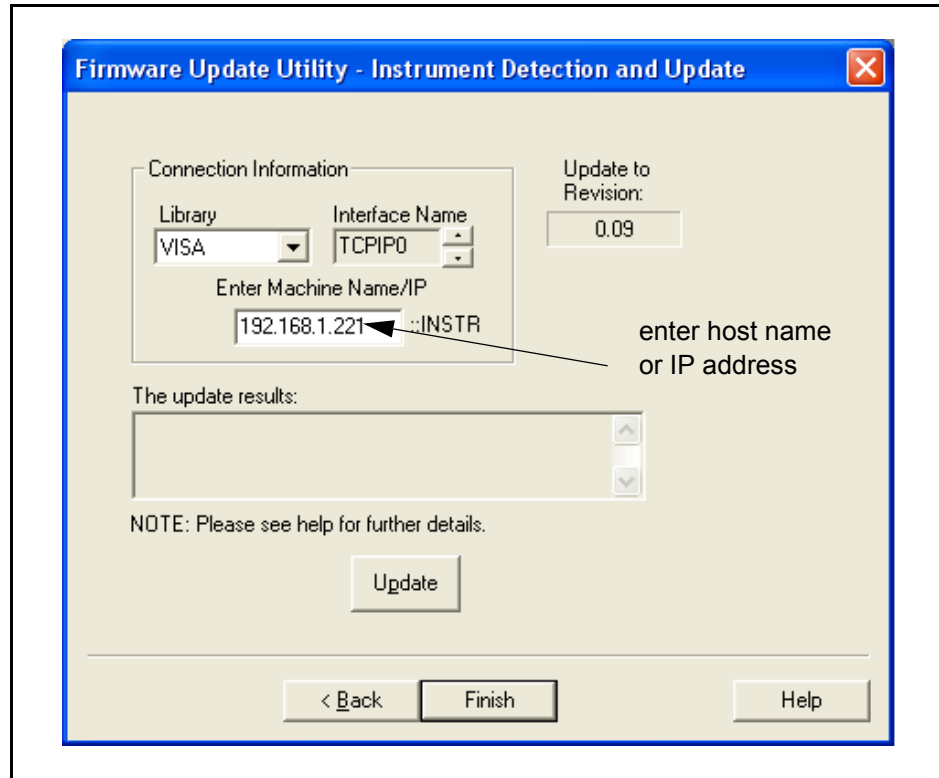 Firmware Update Utility - Instrument Detection and Update
Connection Information
Library
Interface Name
VISA
TCPIP0
Enter Machine Name/IP
192.168.1.221
::INSTR
Update to
Revision:
0.09
enter host name
or IP address
The update results:
NOTE: Please see help for further details.
Update
< Back
Finish
Help